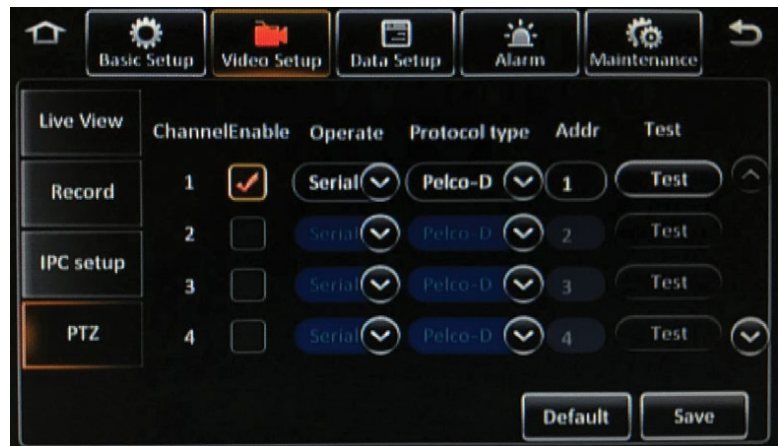 Basic Setup Video Setup Data Setup Alarm Maintenance
Live View
Record
IPC setup
PTZ
ChannelEnable Operate Protocol type Addr Test
1 Serial Pelco-D 1 Test
2 Serial Pelco-D 2 Test
3 Serial Pelco-D 3 Test
4 Serial Pelco-D 4 Test
Default Save